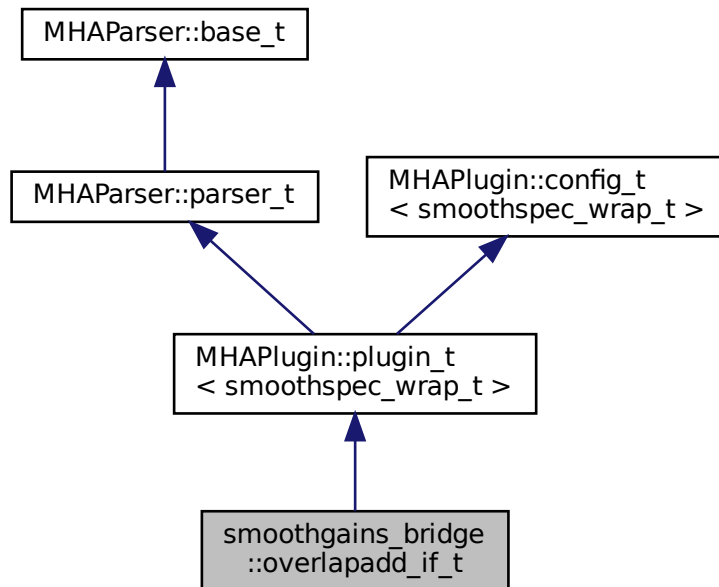 MHAParser::base_t
MHAParser::parser_t
MHAPlugin::config_t
< smoothspec_wrap_t >
MHAPlugin::plugin_t
< smoothspec_wrap_t >
smoothgains_bridge
::overlapadd_if_t